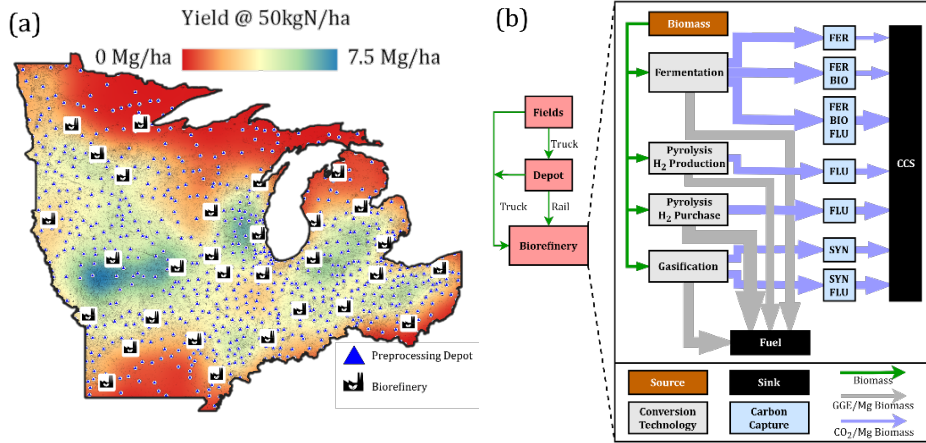 (a)
Yield @ 50kgN/ha
0 Mg/ha
7.5 Mg/ha
Preprocessing Depot
Biorefinery
(b)
Fields
Truck
Depot
Truck
Rail
Biorefinery
Biomass
Fermentation
Pyrolysis
H₂ Production
Pyrolysis
H₂ Purchase
Gasification
FER
FER
BIO
FER
BIO
FLU
FLU
FLU
SYN
SYN
FLU
CCS
Fuel
Source
Sink
Biomass
Conversion
Technology
Carbon
Capture
GGE/Mg Biomass
CO₂/Mg Biomass